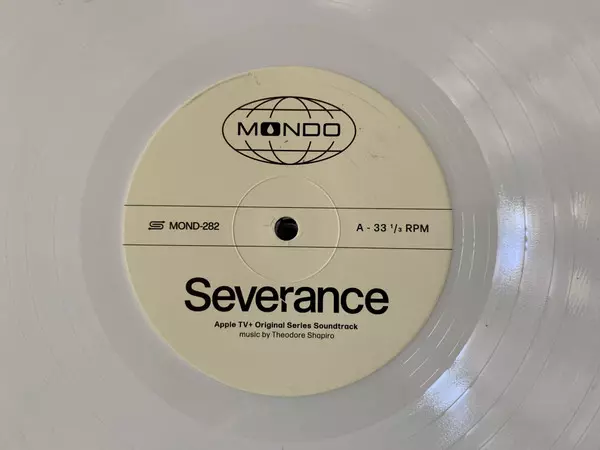 MONDO
MOND-282 A - 33 1/3 RPM
Severance
Apple TV+ Original Series Soundtrack
music by Theodore Shapiro